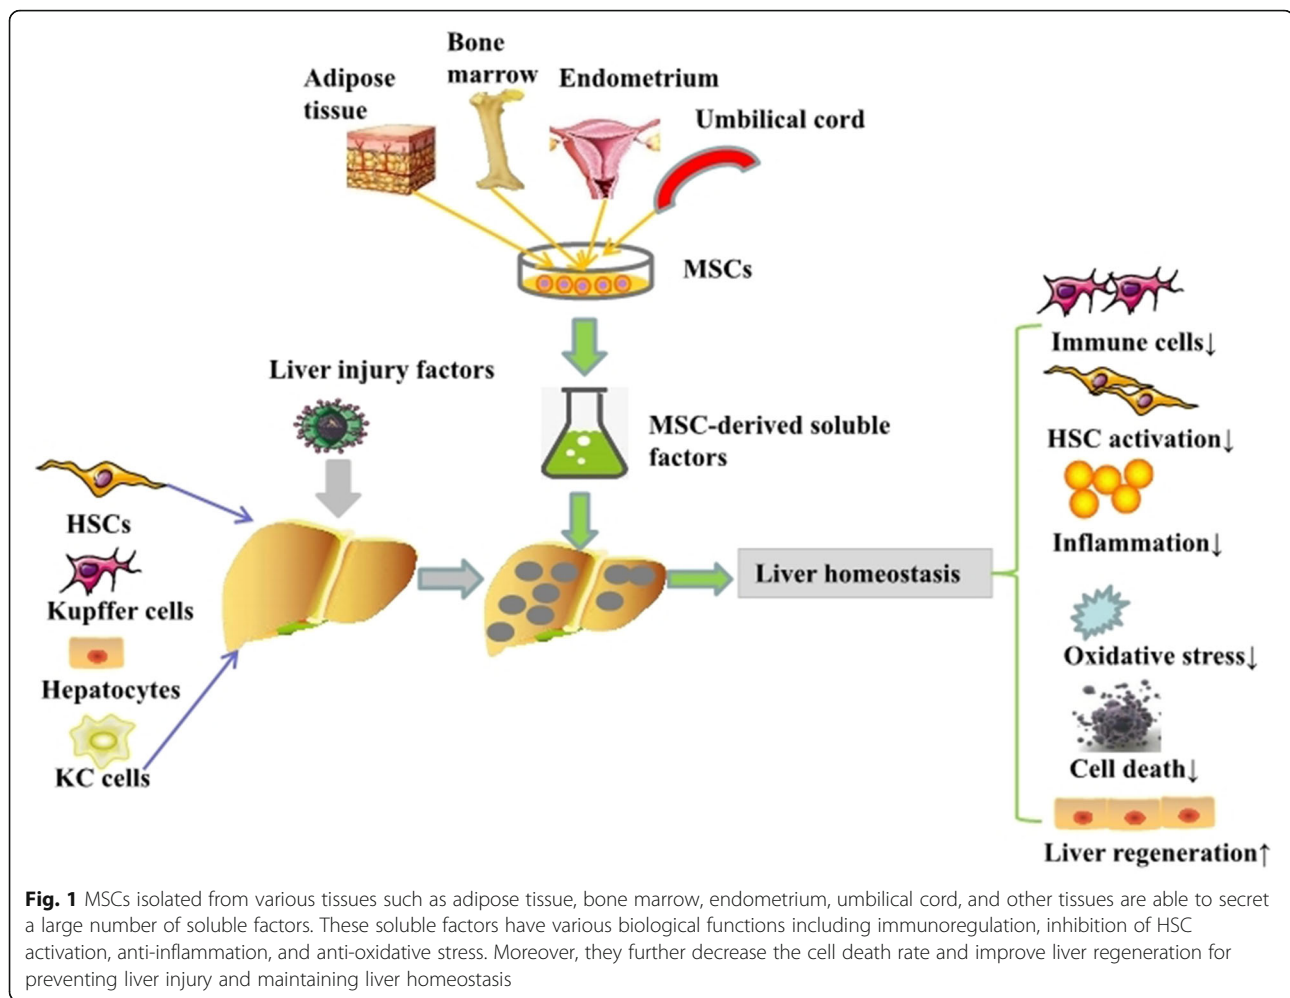 Bone
marrow
Adipose
tissue
Endometrium
Umbilical cord
MSCs
Liver injury factors
MSC-derived soluble
factors
HSCs
Kupffer cells
Hepatocytes
KC cells
Liver homeostasis
Immune cells↓
HSC activation↓
Inflammation↓
Oxidative stress↓
Cell death↓
Liver regeneration↑
Fig. 1 MSCs isolated from various tissues such as adipose tissue, bone marrow, endometrium, umbilical cord, and other tissues are able to secret
a large number of soluble factors. These soluble factors have various biological functions including immunoregulation, inhibition of HSC
activation, anti-inflammation, and anti-oxidative stress. Moreover, they further decrease the cell death rate and improve liver regeneration for
preventing liver injury and maintaining liver homeostasis